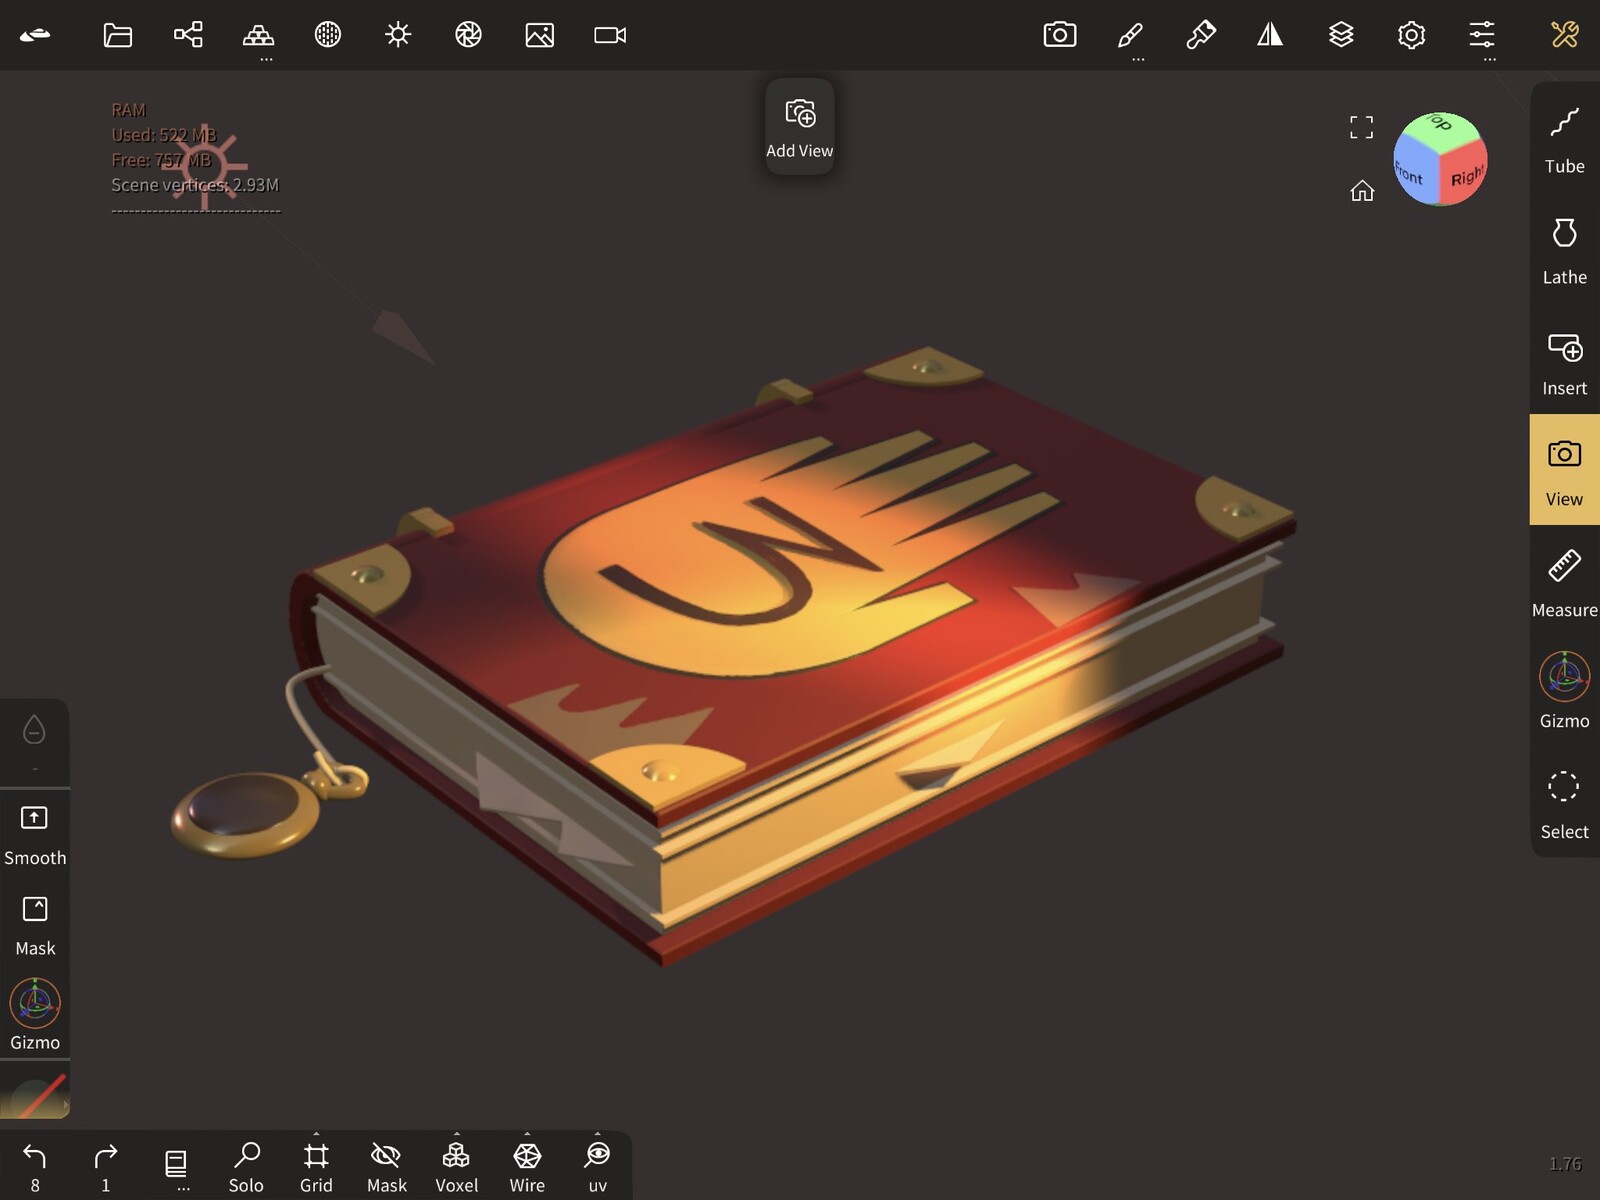 RAM
Used: 522 MB
Free: 757 MB
Scene vertices: 2.93M
Add View
Top
Front
Right
Tube
Lathe
Insert
View
Measure
Gizmo
Select
Smooth
Mask
Gizmo
8
1
Solo
Grid
Mask
Voxel
Wire
uv
1.76